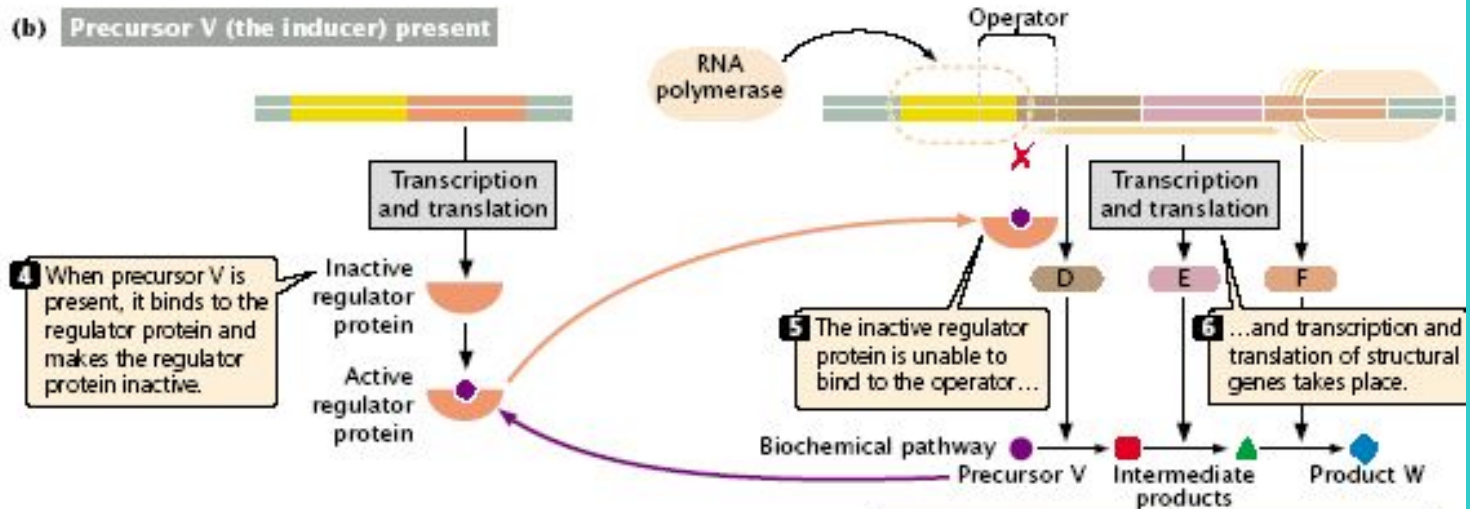 (b) Precursor V (the inducer) present
Operator
RNA
polymerase
Transcription
and translation
Transcription
and translation
4 When precursor V is
present, it binds to the
regulator protein and
makes the regulator
protein inactive.
Inactive
regulator
protein
Active
regulator
protein
D
E
F
5 The inactive regulator
protein is unable to
bind to the operator…
6 …and transcription and
translation of structural
genes takes place.
Biochemical pathway
Precursor V
Intermediate
products
Product W